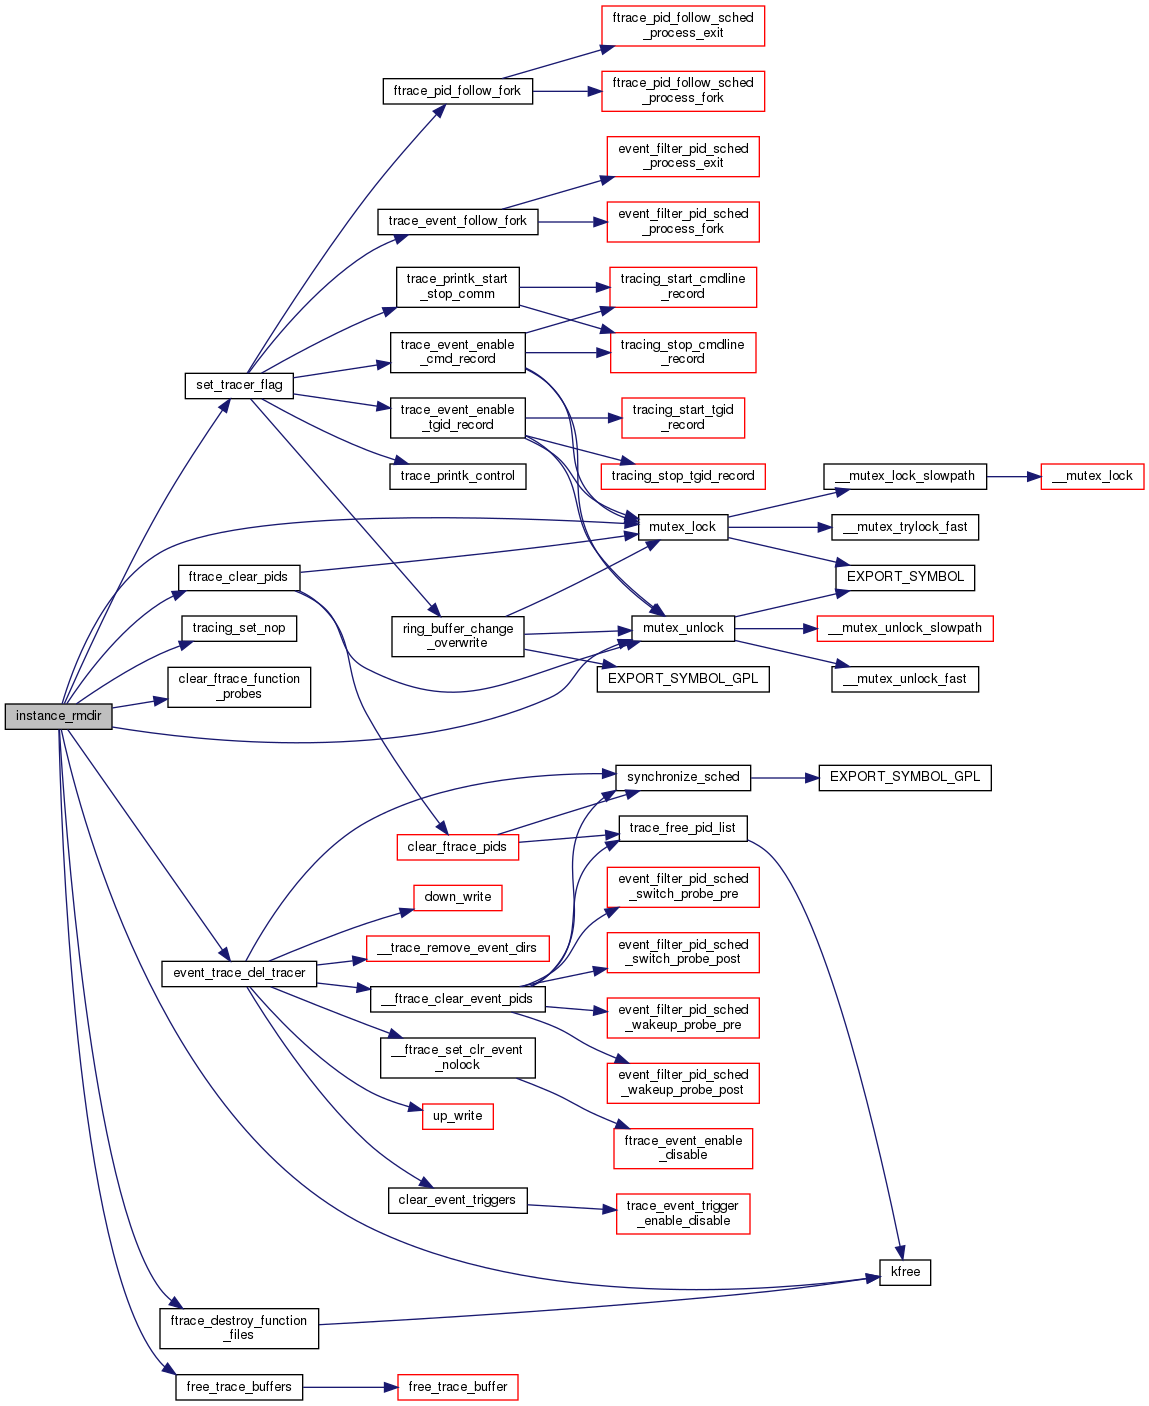 ftrace_pid_follow_sched
_process_exit
ftrace_pid_follow_fork
ftrace_pid_follow_sched
_process_fork
event_filter_pid_sched
_process_exit
trace_event_follow_fork
event_filter_pid_sched
_process_fork
trace_printk_start
_stop_comm
tracing_start_cmdline
_record
trace_event_enable
_cmd_record
tracing_stop_cmdline
_record
set_tracer_flag
trace_event_enable
_tgid_record
tracing_start_tgid
_record
trace_printk_control
tracing_stop_tgid_record
__mutex_lock_slowpath
__mutex_lock
mutex_lock
__mutex_trylock_fast
ftrace_clear_pids
EXPORT_SYMBOL
tracing_set_nop
ring_buffer_change
_overwrite
mutex_unlock
__mutex_unlock_slowpath
clear_ftrace_function
_probes
EXPORT_SYMBOL_GPL
__mutex_unlock_fast
instance_rmdir
synchronize_sched
EXPORT_SYMBOL_GPL
trace_free_pid_list
clear_ftrace_pids
event_filter_pid_sched
_switch_probe_pre
down_write
__trace_remove_event_dirs
event_filter_pid_sched
_switch_probe_post
event_trace_del_tracer
__ftrace_clear_event_pids
event_filter_pid_sched
_wakeup_probe_pre
__ftrace_set_clr_event
_nolock
event_filter_pid_sched
_wakeup_probe_post
up_write
ftrace_event_enable
_disable
clear_event_triggers
trace_event_trigger
_enable_disable
kfree
ftrace_destroy_function
_files
free_trace_buffers
free_trace_buffer